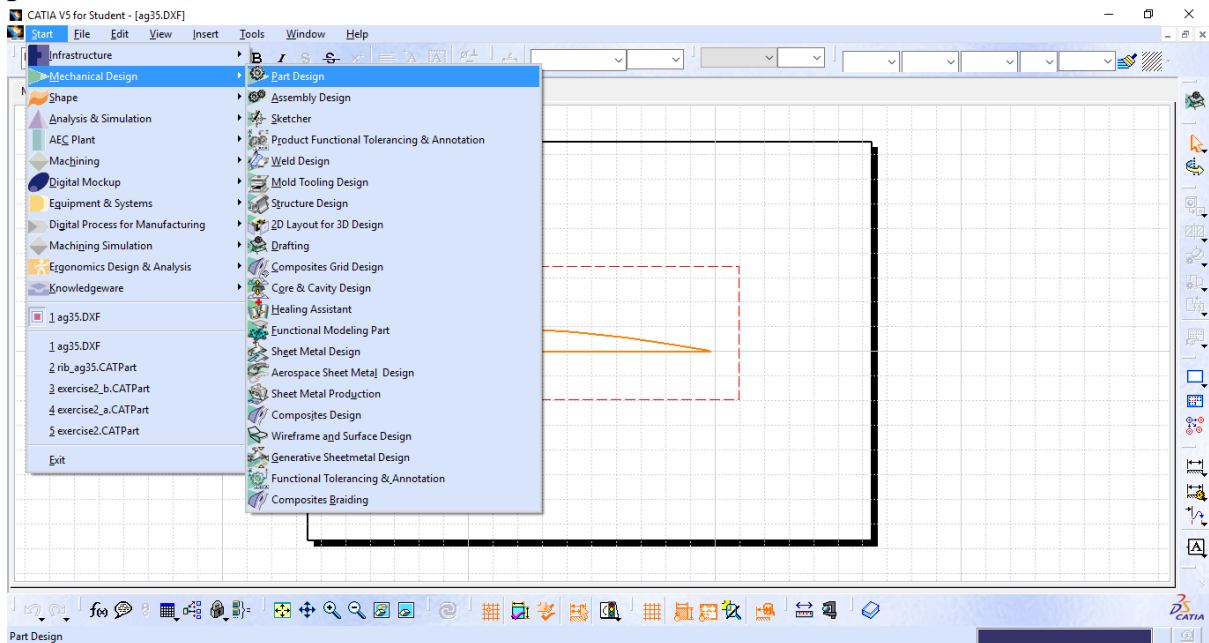 CATIA V5 for Student - [ag35.DXF]
Start File Edit View Insert Tools Window Help
Infrastructure
Mechanical Design
Shape
Analysis & Simulation
AEC Plant
Machining
Digital Mockup
Equipment & Systems
Digital Process for Manufacturing
Machining Simulation
Ergonomics Design & Analysis
Knowledgeware
1 ag35.DXF
1 ag35.DXF
2 rib_ag35.CATPart
3 exercise2_b.CATPart
4 exercise2_a.CATPart
5 exercise2.CATPart
Exit
Part Design
Assembly Design
Sketcher
Product Functional Tolerancing & Annotation
Weld Design
Mold Tooling Design
Structure Design
2D Layout for 3D Design
Drafting
Composites Grid Design
Core & Cavity Design
Healing Assistant
Functional Modeling Part
Sheet Metal Design
Aerospace Sheet Metal Design
Sheet Metal Production
Composites Design
Wireframe and Surface Design
Generative Sheetmetal Design
Functional Tolerancing & Annotation
Composites Braiding
B I S S
f(x)
CATIA
Part Design